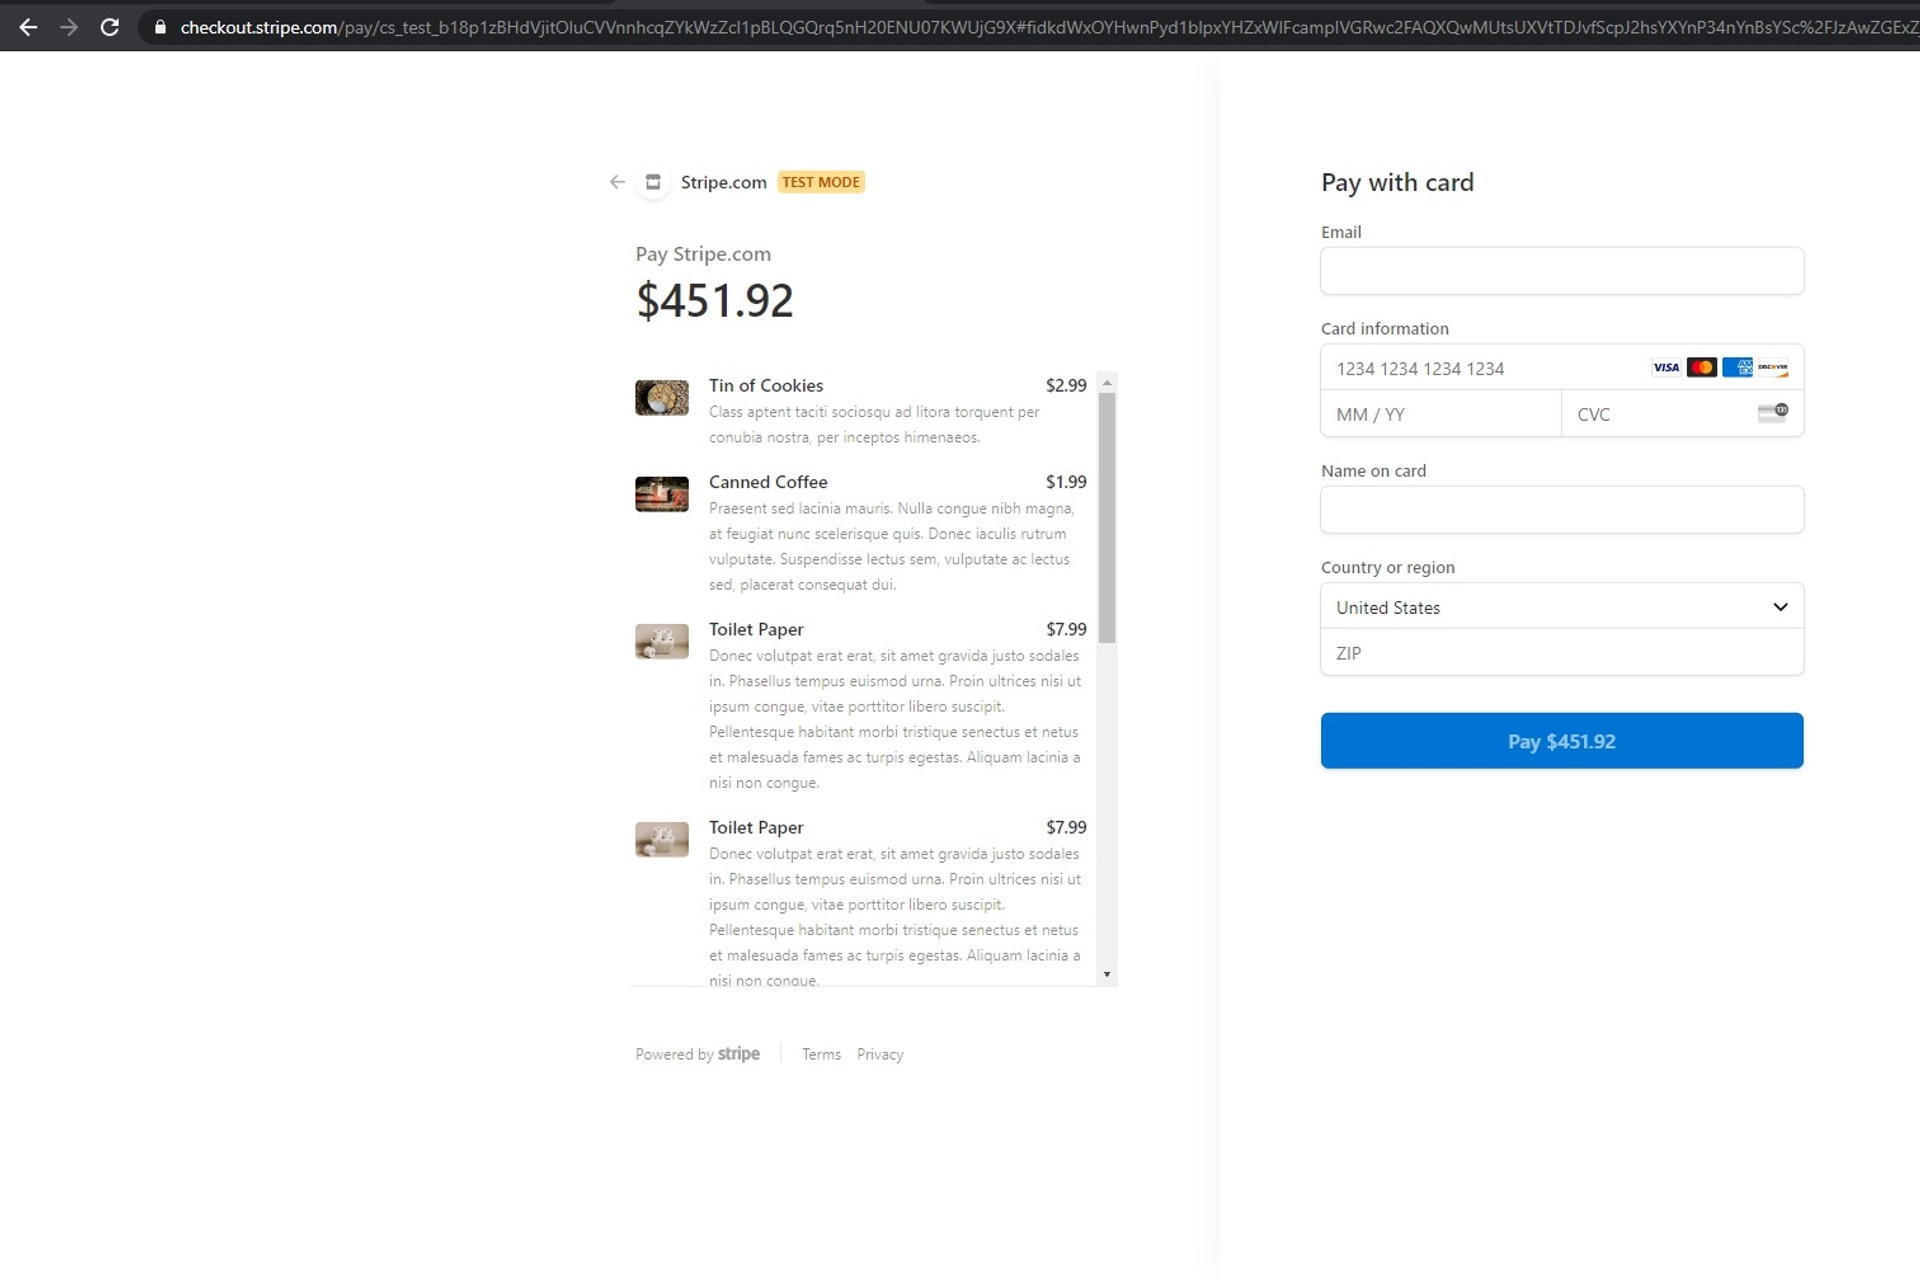 checkout.stripe.com/pay/cs_test_b18p1zBHdVjitOIuCVVnnhcqZYkWzZcI1pBLQGQrq5nH20ENU07KWUjG9X#fidkdWxOYHwnPyd1blpxYHZxWlFcamplVGRwc2FAQXQwMUtsUXVtTDJvfScpJ2hsYXYnP34nYnBsYSc%2FJzAwZGExZ
Stripe.com TEST MODE
Pay Stripe.com
$451.92
Tin of Cookies $2.99
Class aptent taciti sociosqu ad litora torquent per
conubia nostra, per inceptos himenaeos.
Canned Coffee $1.99
Praesent sed lacinia mauris. Nulla congue nibh magna,
at feugiat nunc scelerisque quis. Donec iaculis rutrum
vulputate. Suspendisse lectus sem, vulputate ac lectus
sed, placerat consequat dui.
Toilet Paper $7.99
Donec volutpat erat erat, sit amet gravida justo sodales
in. Phasellus tempus euismod urna. Proin ultrices nisi ut
ipsum congue, vitae porttitor libero suscipit.
Pellentesque habitant morbi tristique senectus et netus
et malesuada fames ac turpis egestas. Aliquam lacinia a
nisi non congue.
Toilet Paper $7.99
Donec volutpat erat erat, sit amet gravida justo sodales
in. Phasellus tempus euismod urna. Proin ultrices nisi ut
ipsum congue, vitae porttitor libero suscipit.
Pellentesque habitant morbi tristique senectus et netus
et malesuada fames ac turpis egestas. Aliquam lacinia a
nisi non congue.
Powered by stripe Terms Privacy
Pay with card
Email
Card information
1234 1234 1234 1234 VISA AMEX DISCOVER
MM / YY CVC 135
Name on card
Country or region
United States
ZIP
Pay $451.92